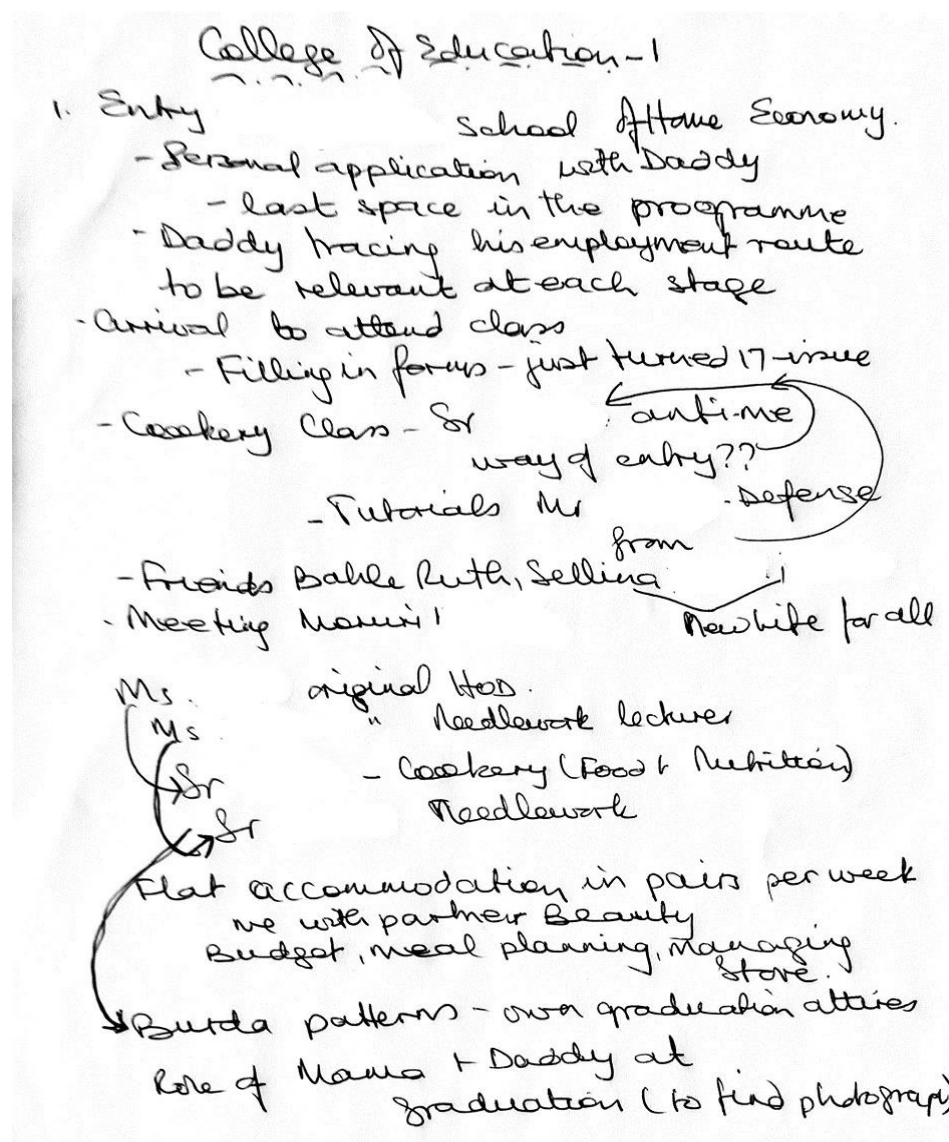 College of Education - 1
1. Entry
School of Home Economy.
- Personal application with Daddy
- last space in the programme
- Daddy tracing his employment route
to be relevant at each stage
- Arrival to attend class
- Filling in forms - just turned 17 - issue
- Cookery Class - Sr anti-me
way of entry??
- Tutorials Mr - Defense
from
- Friends Bahle Ruth, Sellina
- Meeting
New life for all
Ms. original HOD.
Ms. " Needlework lecturer
Sr - Cookery (Food + Nutrition)
Sr Needlework
Flat accommodation in pairs per week
me with partner Beauty
Budget, meal planning, managing
store.
Burda patterns - own graduation attires
Role of Mama + Daddy at
graduation (to find photograph)